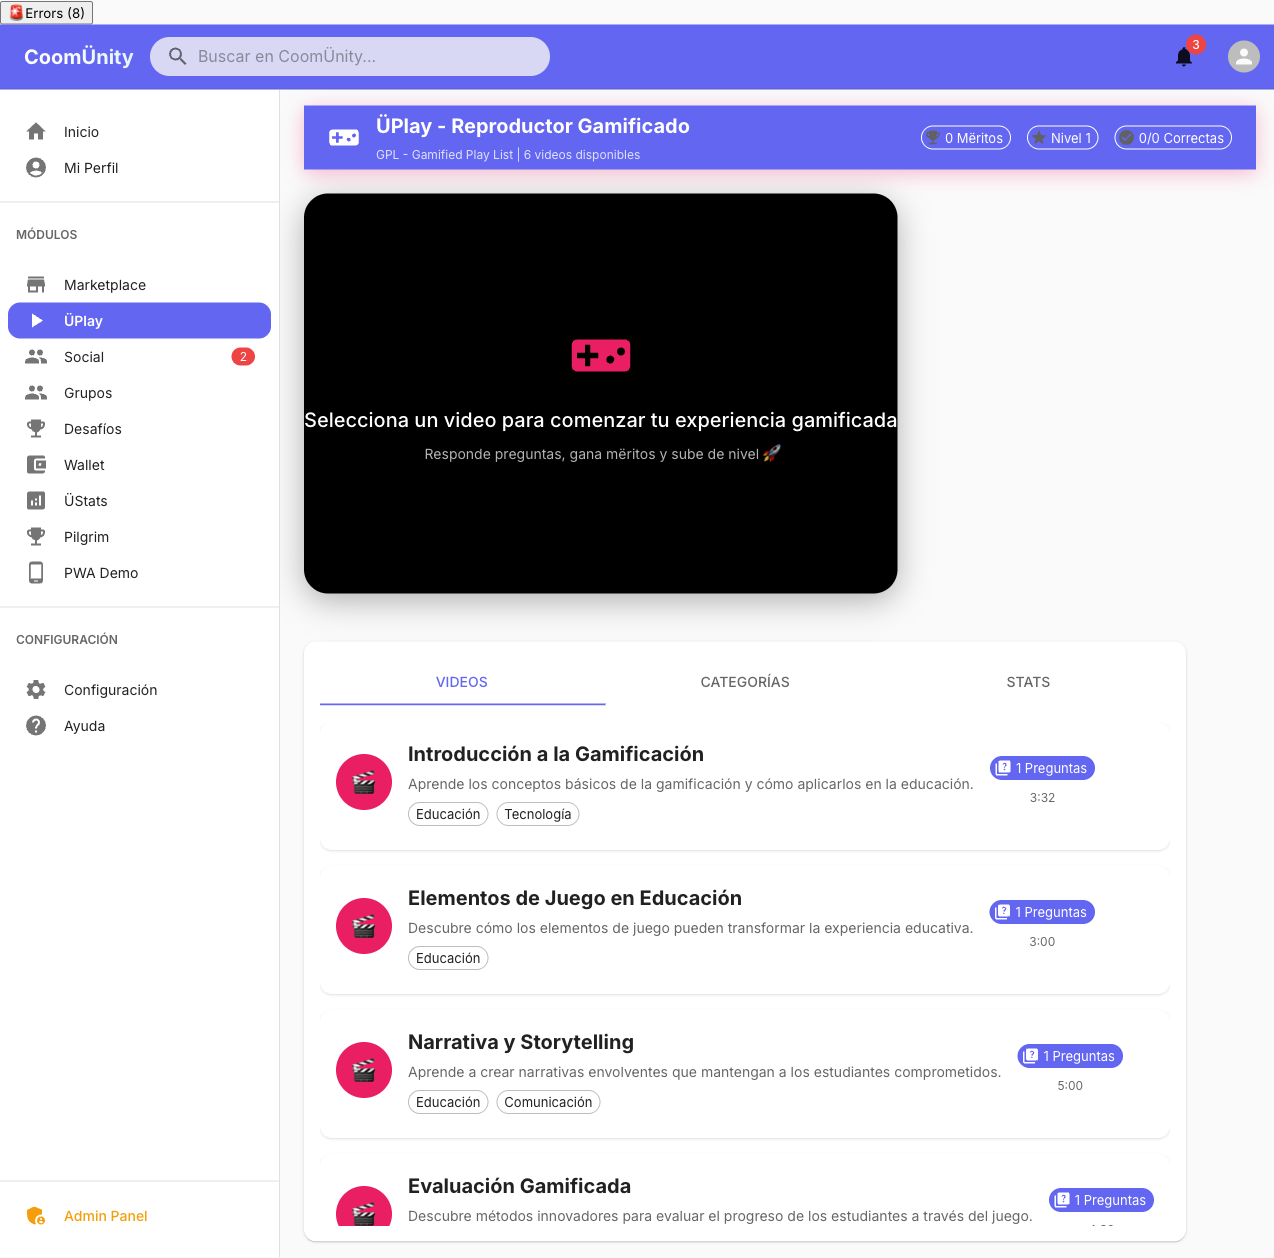 Errors (8)
CoomÜnity
Buscar en CoomÜnity...
3
Inicio
Mi Perfil
MÓDULOS
Marketplace
ÜPlay
Social
2
Grupos
Desafíos
Wallet
ÜStats
Pilgrim
PWA Demo
CONFIGURACIÓN
Configuración
Ayuda
Admin Panel
ÜPlay - Reproductor Gamificado
GPL - Gamified Play List | 6 videos disponibles
0 Mëritos
Nivel 1
0/0 Correctas
Selecciona un video para comenzar tu experiencia gamificada
Responde preguntas, gana mëritos y sube de nivel 🚀
VIDEOS
CATEGORÍAS
STATS
Introducción a la Gamificación
Aprende los conceptos básicos de la gamificación y cómo aplicarlos en la educación.
Educación
Tecnología
1 Preguntas
3:32
Elementos de Juego en Educación
Descubre cómo los elementos de juego pueden transformar la experiencia educativa.
Educación
1 Preguntas
3:00
Narrativa y Storytelling
Aprende a crear narrativas envolventes que mantengan a los estudiantes comprometidos.
Educación
Comunicación
1 Preguntas
5:00
Evaluación Gamificada
Descubre métodos innovadores para evaluar el progreso de los estudiantes a través del juego.
1 Preguntas